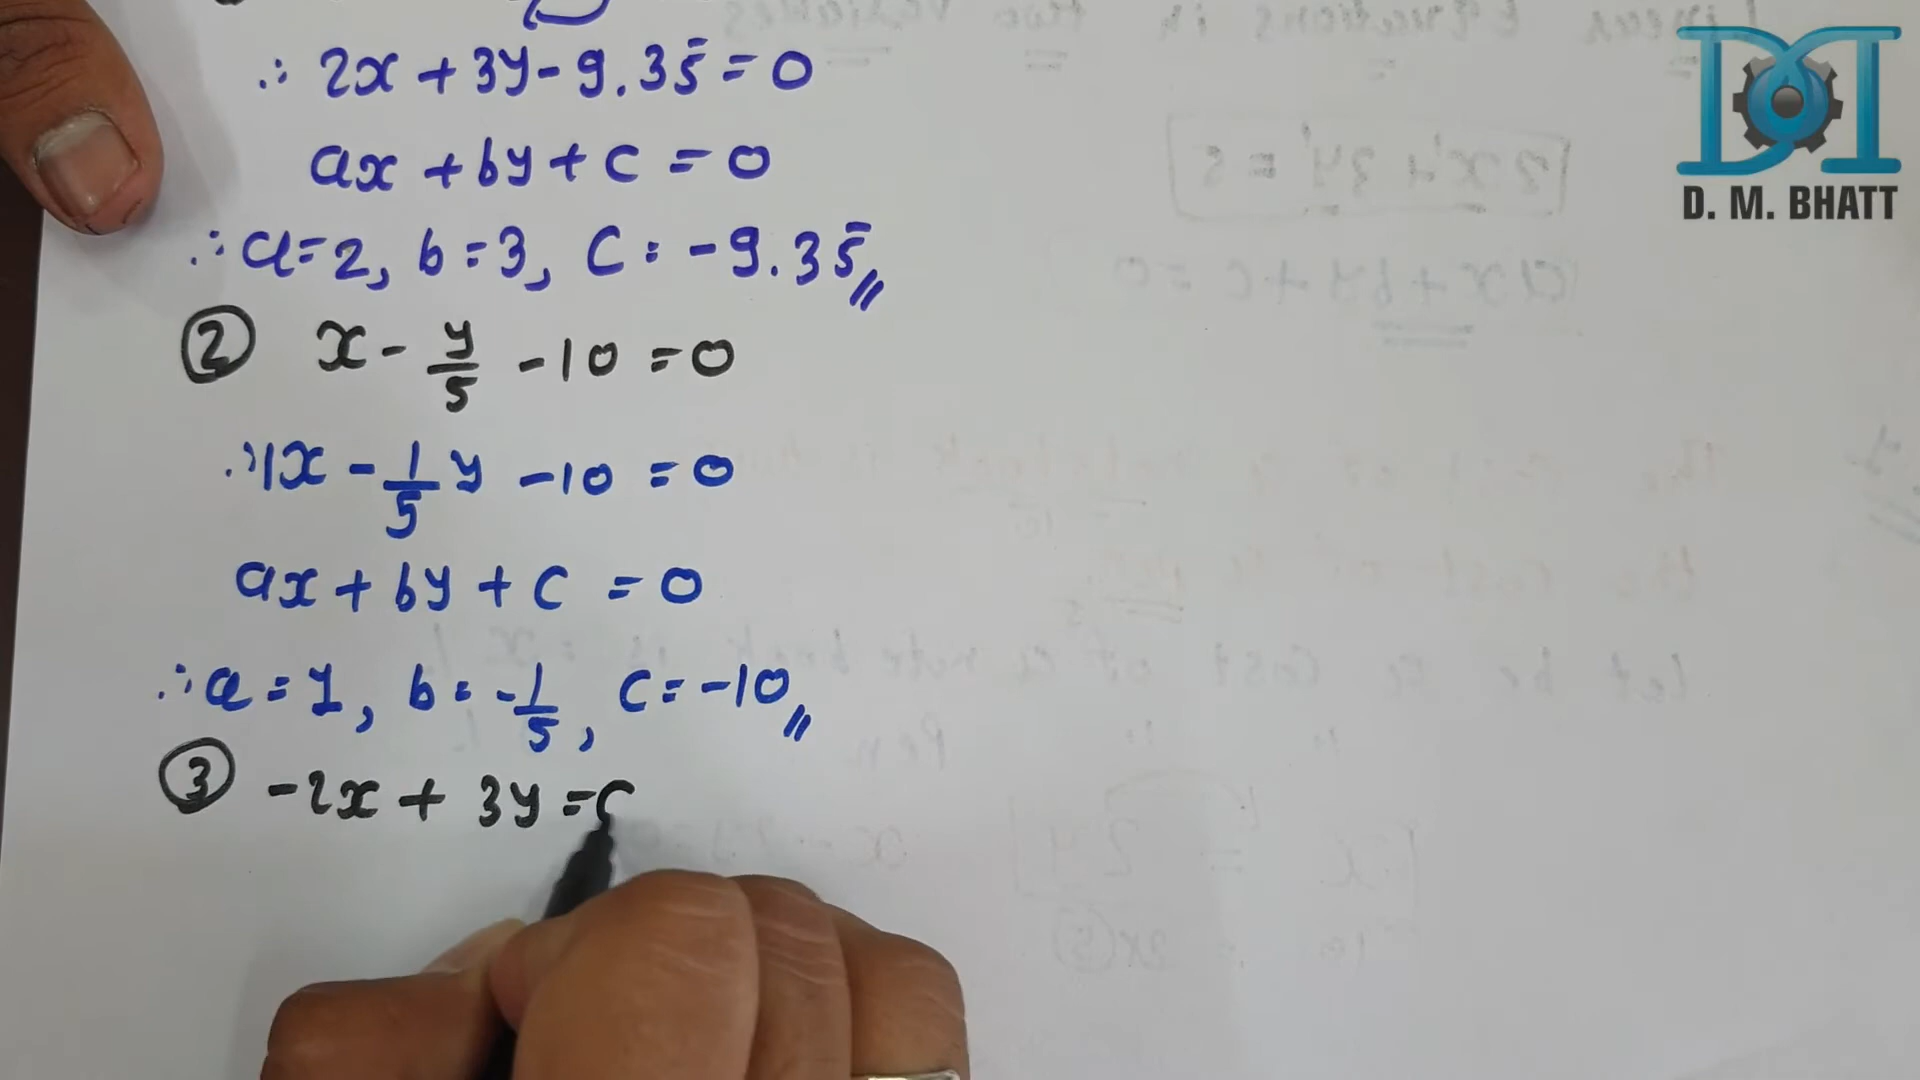 ∴ 2x + 3y - 9.35 = 0
ax + by + c = 0
∴ a = 2, b = 3, c = -9.35
② x - y/5 - 10 = 0
∴ 1x - 1/5 y - 10 = 0
ax + by + c = 0
∴ a = 1, b = -1/5, c = -10
③ -2x + 3y =
D. M. BHATT